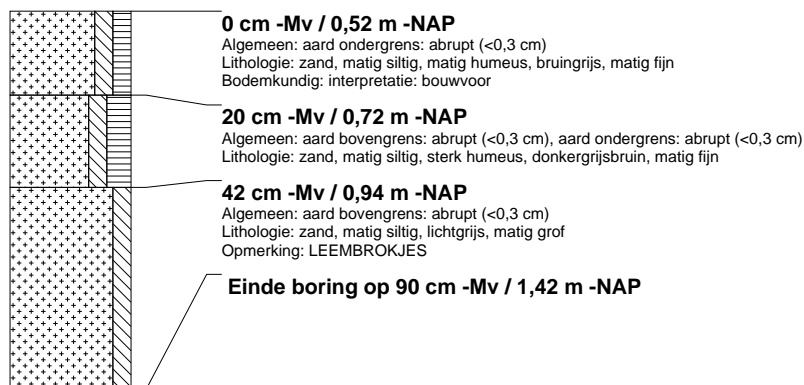 0 cm -Mv / 0,52 m -NAP
Algemeen: aard ondergrens: abrupt (<0,3 cm)
Lithologie: zand, matig siltig, matig humeus, bruingrijs, matig fijn
Bodemkundig: interpretatie: bouwvoor
20 cm -Mv / 0,72 m -NAP
Algemeen: aard bovengrens: abrupt (<0,3 cm), aard ondergrens: abrupt (<0,3 cm)
Lithologie: zand, matig siltig, sterk humeus, donkergrijsbruin, matig fijn
42 cm -Mv / 0,94 m -NAP
Algemeen: aard bovengrens: abrupt (<0,3 cm)
Lithologie: zand, matig siltig, lichtgrijs, matig grof
Opmerking: LEEMBROKJES
Einde boring op 90 cm -Mv / 1,42 m -NAP